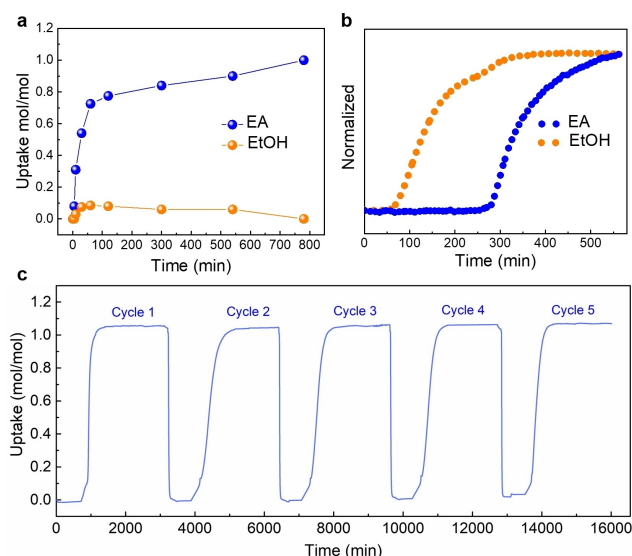 a
1.2
1.0
0.8
0.6
0.4
0.2
0.0
Uptake mol/mol
EA
EtOH
0 100 200 300 400 500 600 700 800
Time (min)
b
Normalized
EA
EtOH
0 100 200 300 400 500
Time (min)
c
1.2
1.0
0.8
0.6
0.4
0.2
0.0
Uptake (mol/mol)
Cycle 1 Cycle 2 Cycle 3 Cycle 4 Cycle 5
0 2000 4000 6000 8000 10000 12000 14000 16000
Time (min)